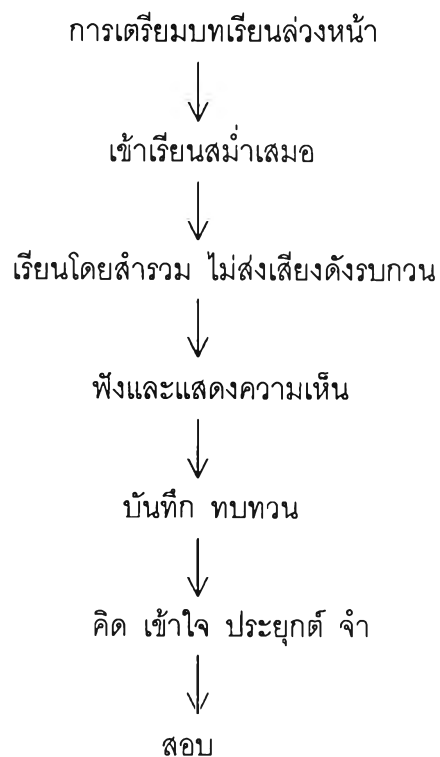 การเตรียมบทเรียนล่วงหน้า
เข้าเรียนสม่ำเสมอ
เรียนโดยสำรวม ไม่ส่งเสียงดังรบกวน
ฟังและแสดงความเห็น
บันทึก ทบทวน
คิด เข้าใจ ประยุกต์ จำ
สอบ